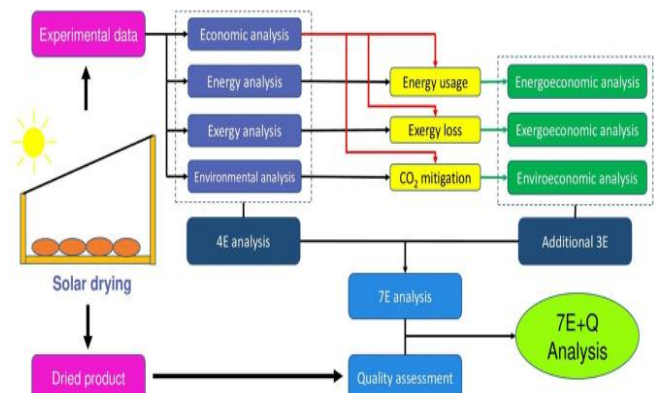 Experimental data
Economic analysis
Energy analysis
Energy usage
Energoeconomic analysis
Exergy analysis
Exergy loss
Exergoeconomic analysis
Environmental analysis
CO₂ mitigation
Enviroeconomic analysis
4E analysis
Additional 3E
Solar drying
7E analysis
7E+Q
Analysis
Dried product
Quality assessment